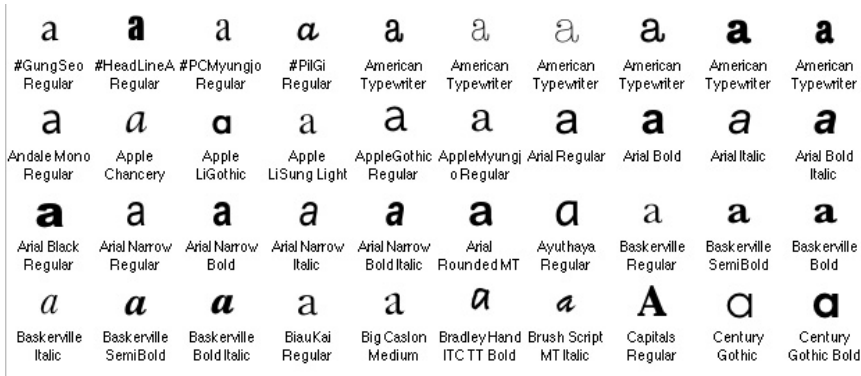 a a a a a a a a a a
#GungSeo #HeadLineA #PCMyungjo #PilGi American American American American American American
Regular Regular Regular Regular Typewriter Typewriter Typewriter Typewriter Typewriter Typewriter
a a a a a a a a a a
Andale Mono Apple Apple Apple AppleGothic AppleMyungj Arial Regular Arial Bold Arial Italic Arial Bold
Regular Chancery LiGothic LiSung Light Regular o Regular Italic
a a a a a a a a a a
Arial Black Arial Narrow Arial Narrow Arial Narrow Arial Narrow Arial Ayuthaya Baskerville Baskerville Baskerville
Regular Regular Bold Italic Bold Italic Rounded MT Regular Regular SemiBold Bold
a a a a a a a A a a
Baskerville Baskerville Baskerville BiauKai Big Caslon Bradley Hand Brush Script Capitals Century Century
Italic SemiBold Bold Italic Regular Medium ITC TT Bold MT Italic Regular Gothic Gothic Bold